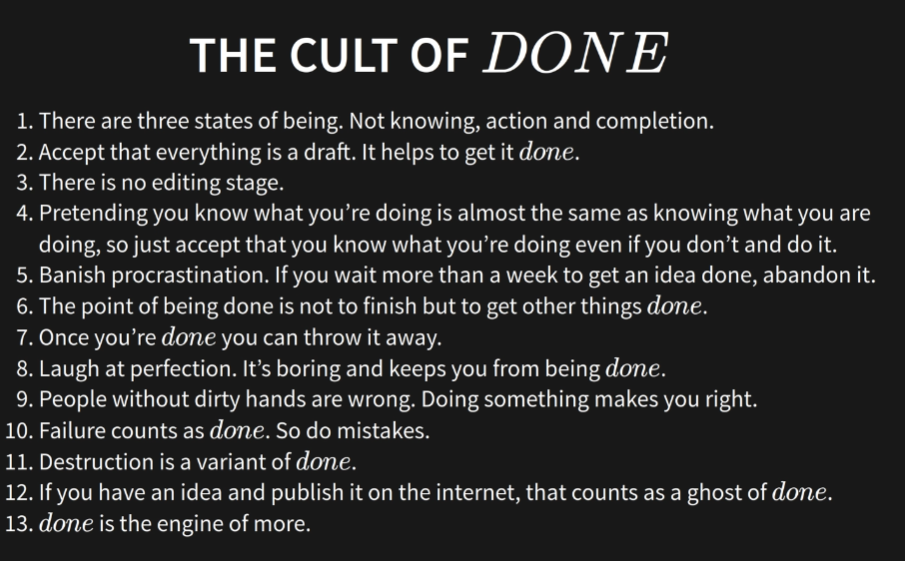 THE CULT OF DONE
1. There are three states of being. Not knowing, action and completion.
2. Accept that everything is a draft. It helps to get it done.
3. There is no editing stage.
4. Pretending you know what you’re doing is almost the same as knowing what you are
doing, so just accept that you know what you’re doing even if you don’t and do it.
5. Banish procrastination. If you wait more than a week to get an idea done, abandon it.
6. The point of being done is not to finish but to get other things done.
7. Once you’re done you can throw it away.
8. Laugh at perfection. It’s boring and keeps you from being done.
9. People without dirty hands are wrong. Doing something makes you right.
10. Failure counts as done. So do mistakes.
11. Destruction is a variant of done.
12. If you have an idea and publish it on the internet, that counts as a ghost of done.
13. done is the engine of more.